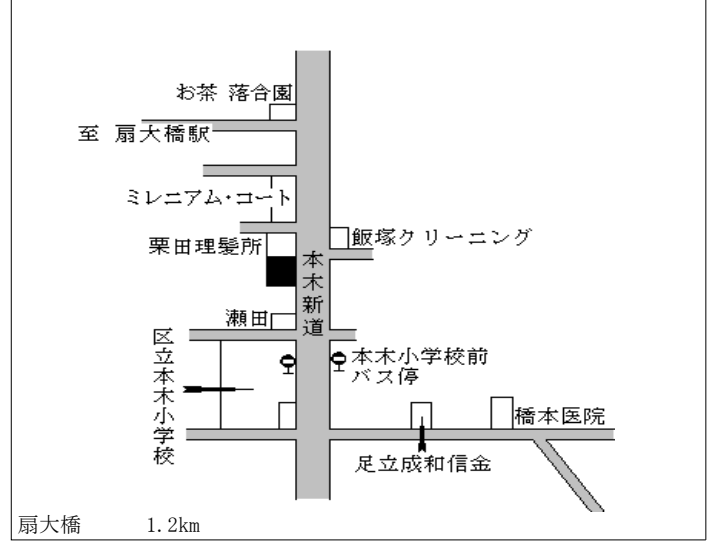 お茶 落合園
至 扇大橋駅
ミレニアム・コート
栗田理髪所
飯塚クリーニング
本木新道
瀬田
区立本木小学校
本木小学校前
バス停
橋本医院
足立成和信金
扇大橋 1.2km